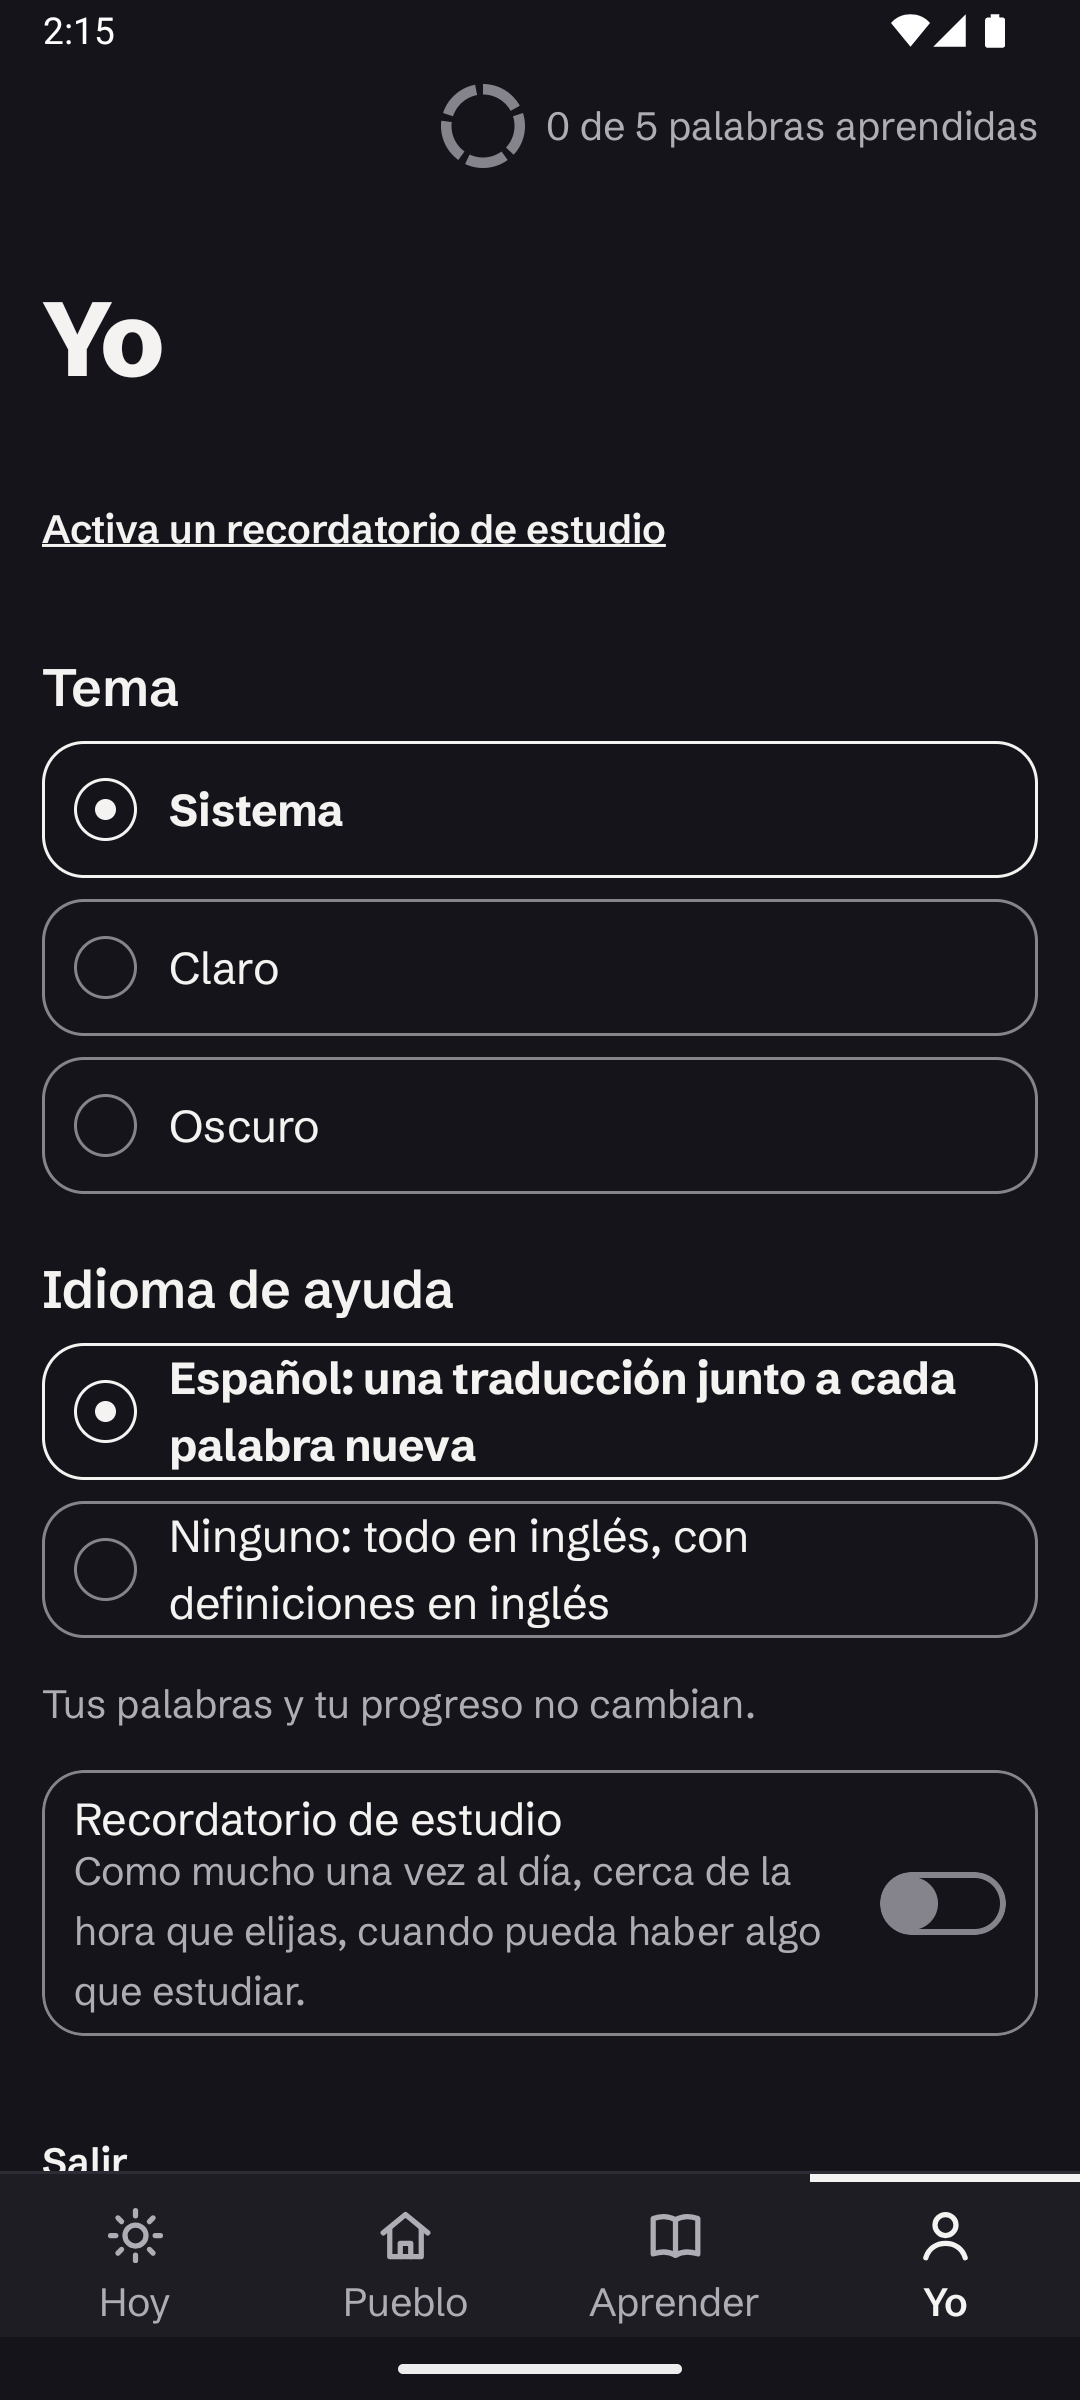 2:15
0 de 5 palabras aprendidas
Yo
Activa un recordatorio de estudio
Tema
Sistema
Claro
Oscuro
Idioma de ayuda
Español: una traducción junto a cada
palabra nueva
Ninguno: todo en inglés, con
definiciones en inglés
Tus palabras y tu progreso no cambian.
Recordatorio de estudio
Como mucho una vez al día, cerca de la
hora que elijas, cuando pueda haber algo
que estudiar.
Salir
Hoy
Pueblo
Aprender
Yo